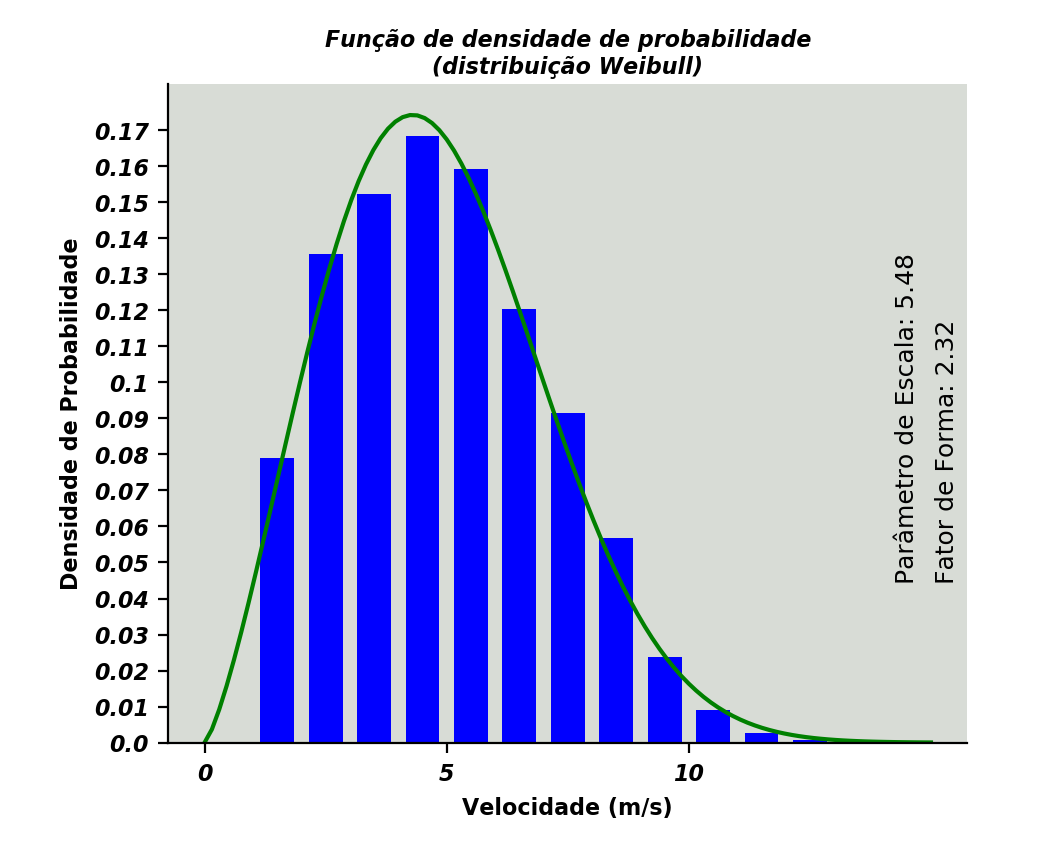 Função de densidade de probabilidade
(distribuição Weibull)
Densidade de Probabilidade
0.17
0.16
0.15
0.14
0.13
0.12
0.11
0.1
0.09
0.08
0.07
0.06
0.05
0.04
0.03
0.02
0.01
0.0
Parâmetro de Escala: 5.48
Fator de Forma: 2.32
0 5 10
Velocidade (m/s)